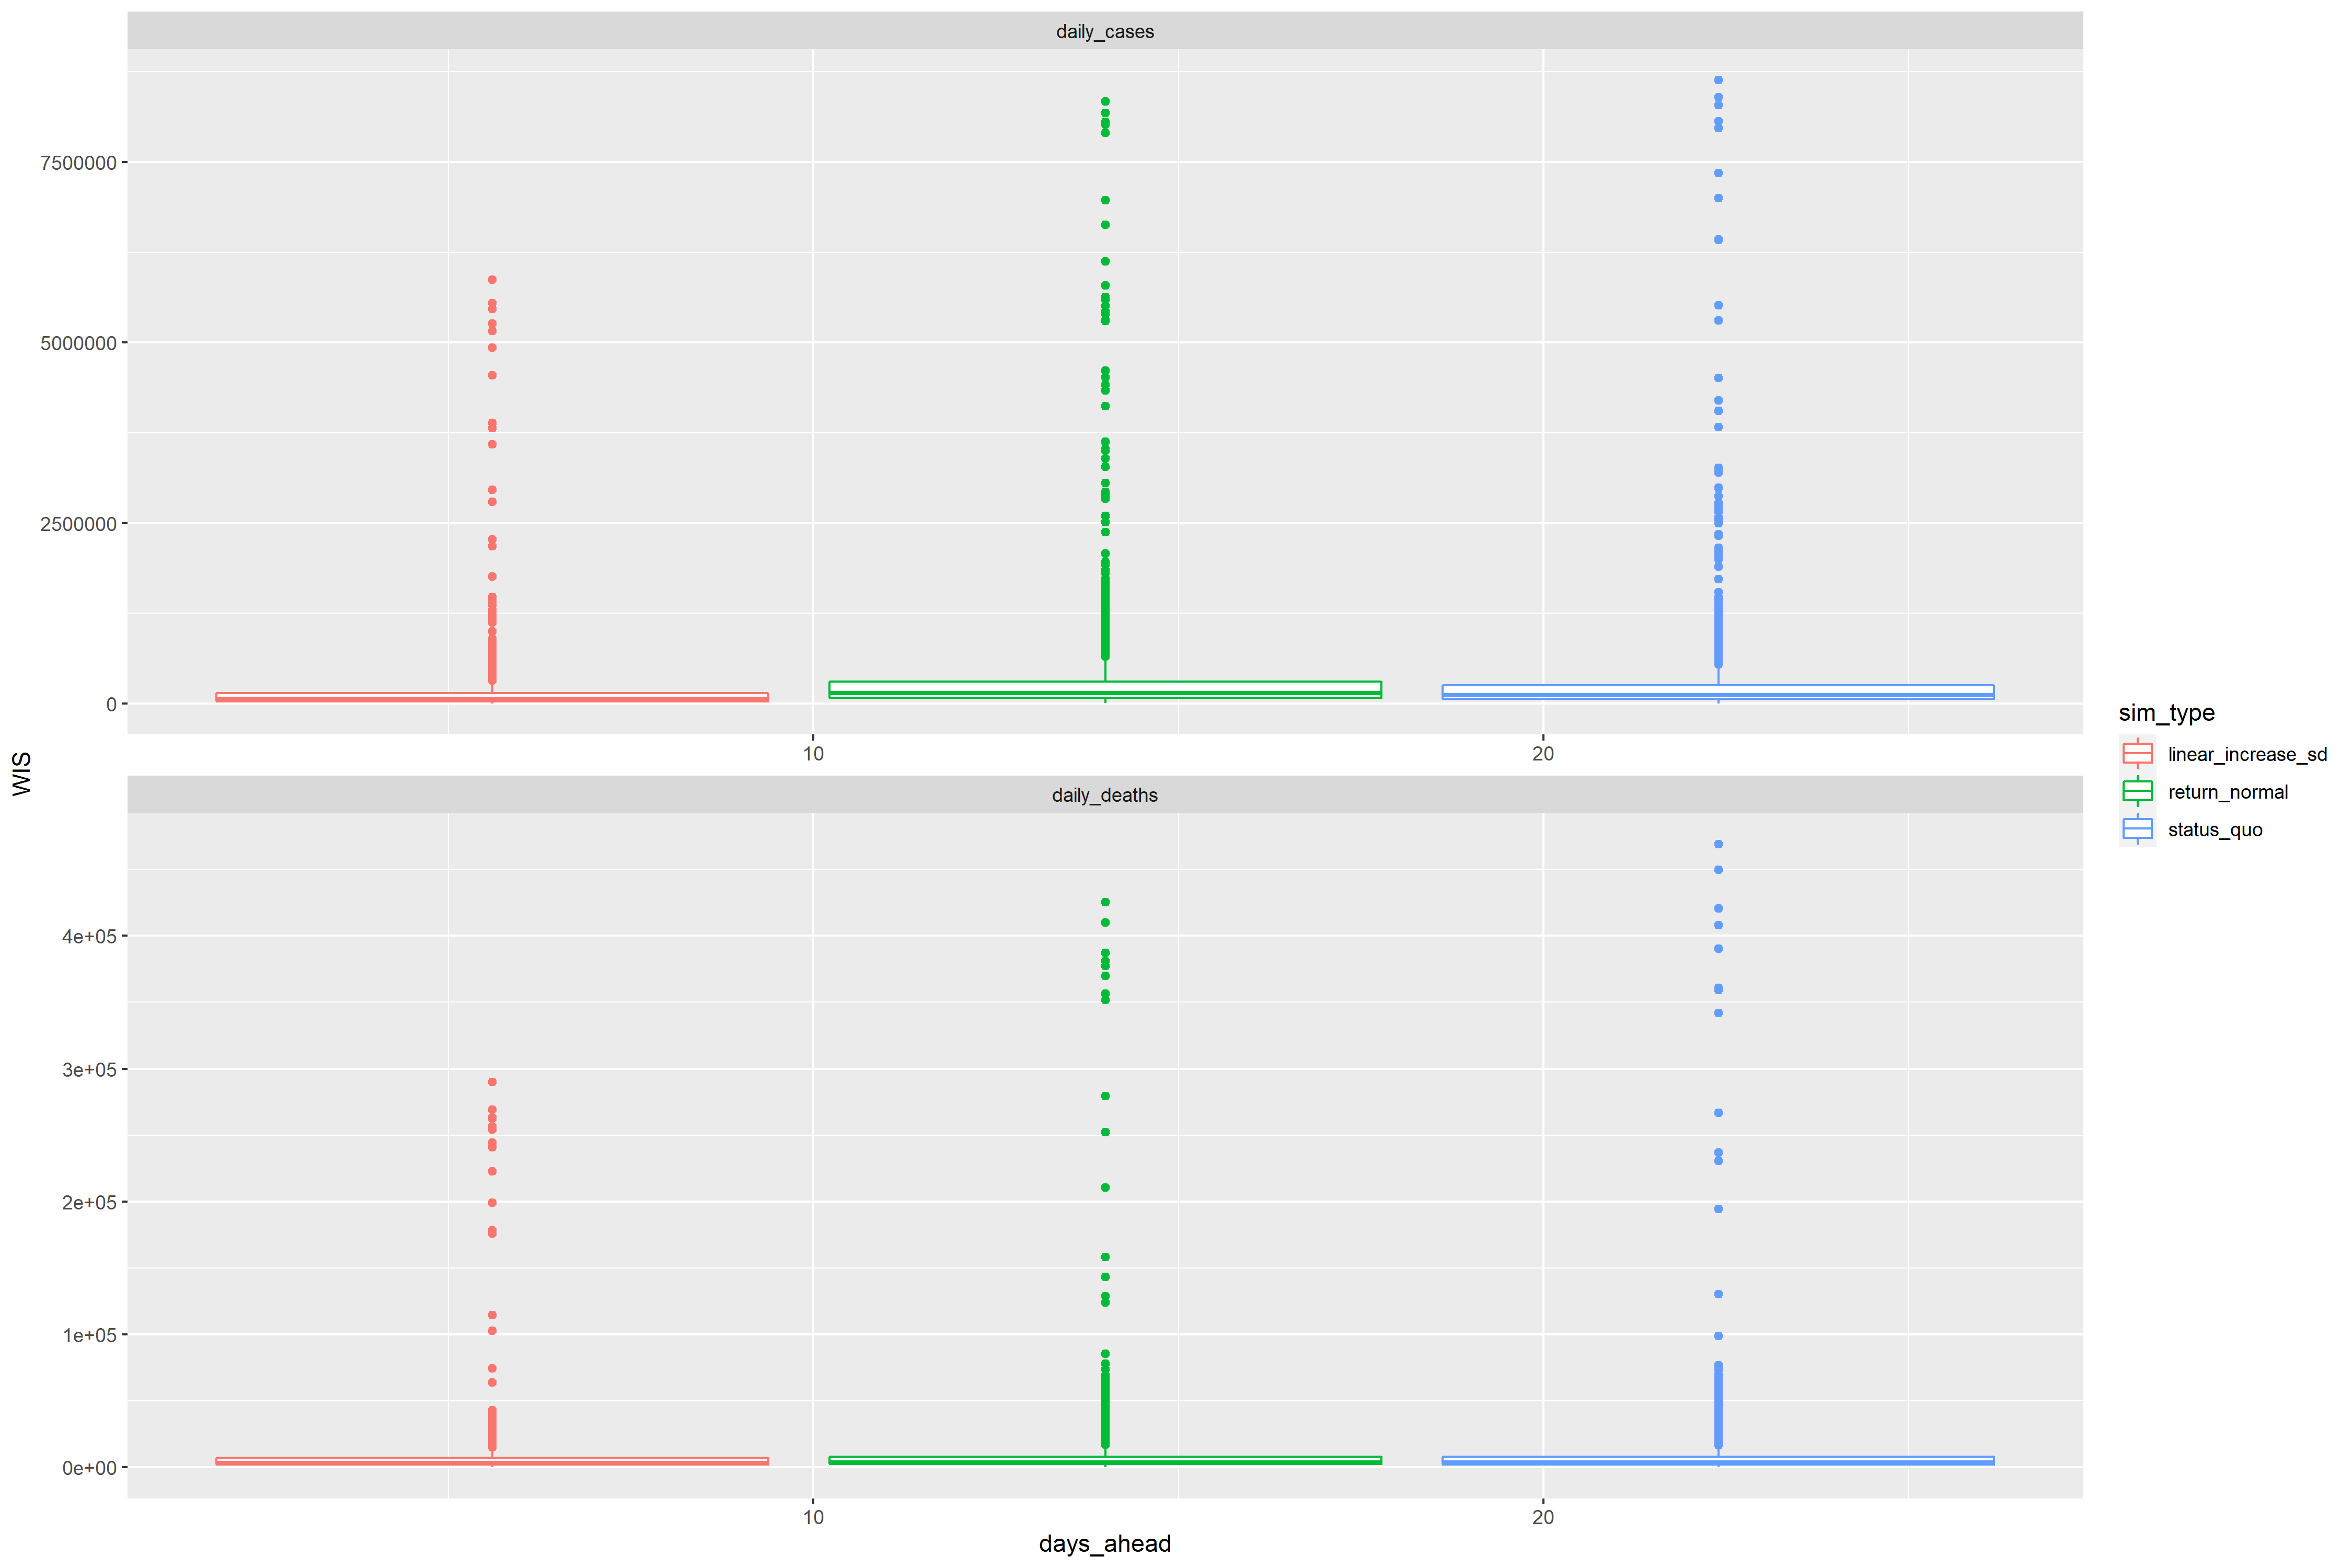 daily_cases
7500000
5000000
2500000
0
10
20
WIS
daily_deaths
4e+05
3e+05
2e+05
1e+05
0e+00
10
20
days_ahead
sim_type
linear_increase_sd
return_normal
status_quo